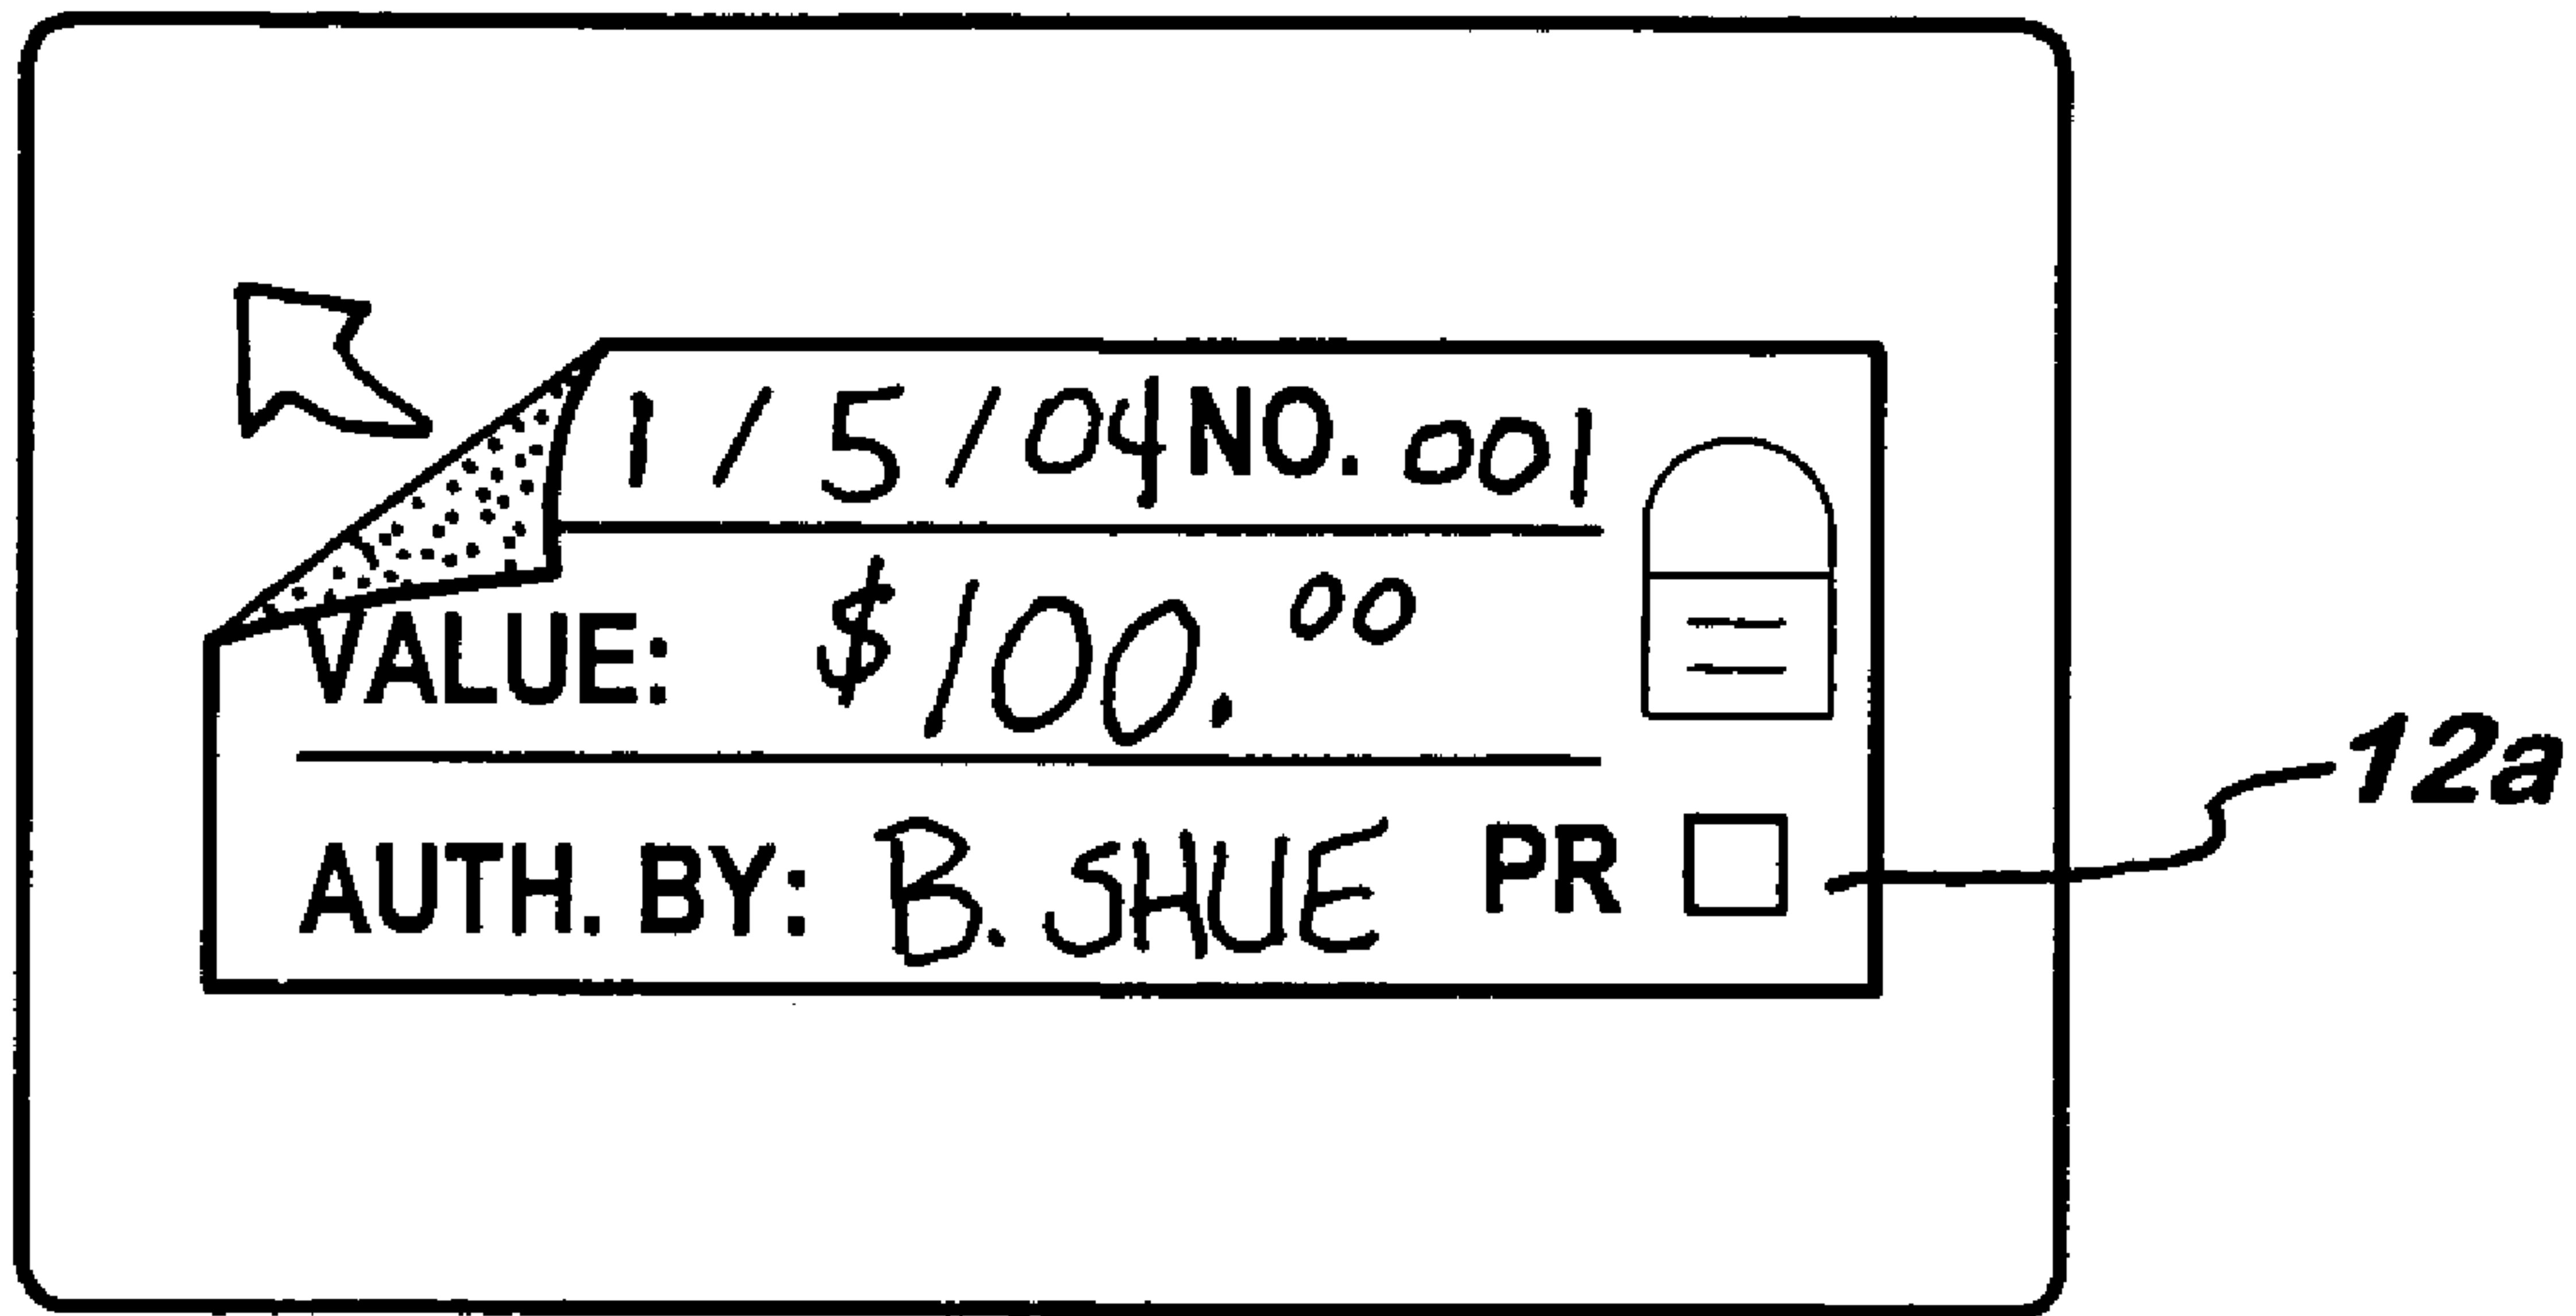 1 / 5 / 04 NO. 001
VALUE: $100.00
AUTH. BY: B. SHUE PR
12a